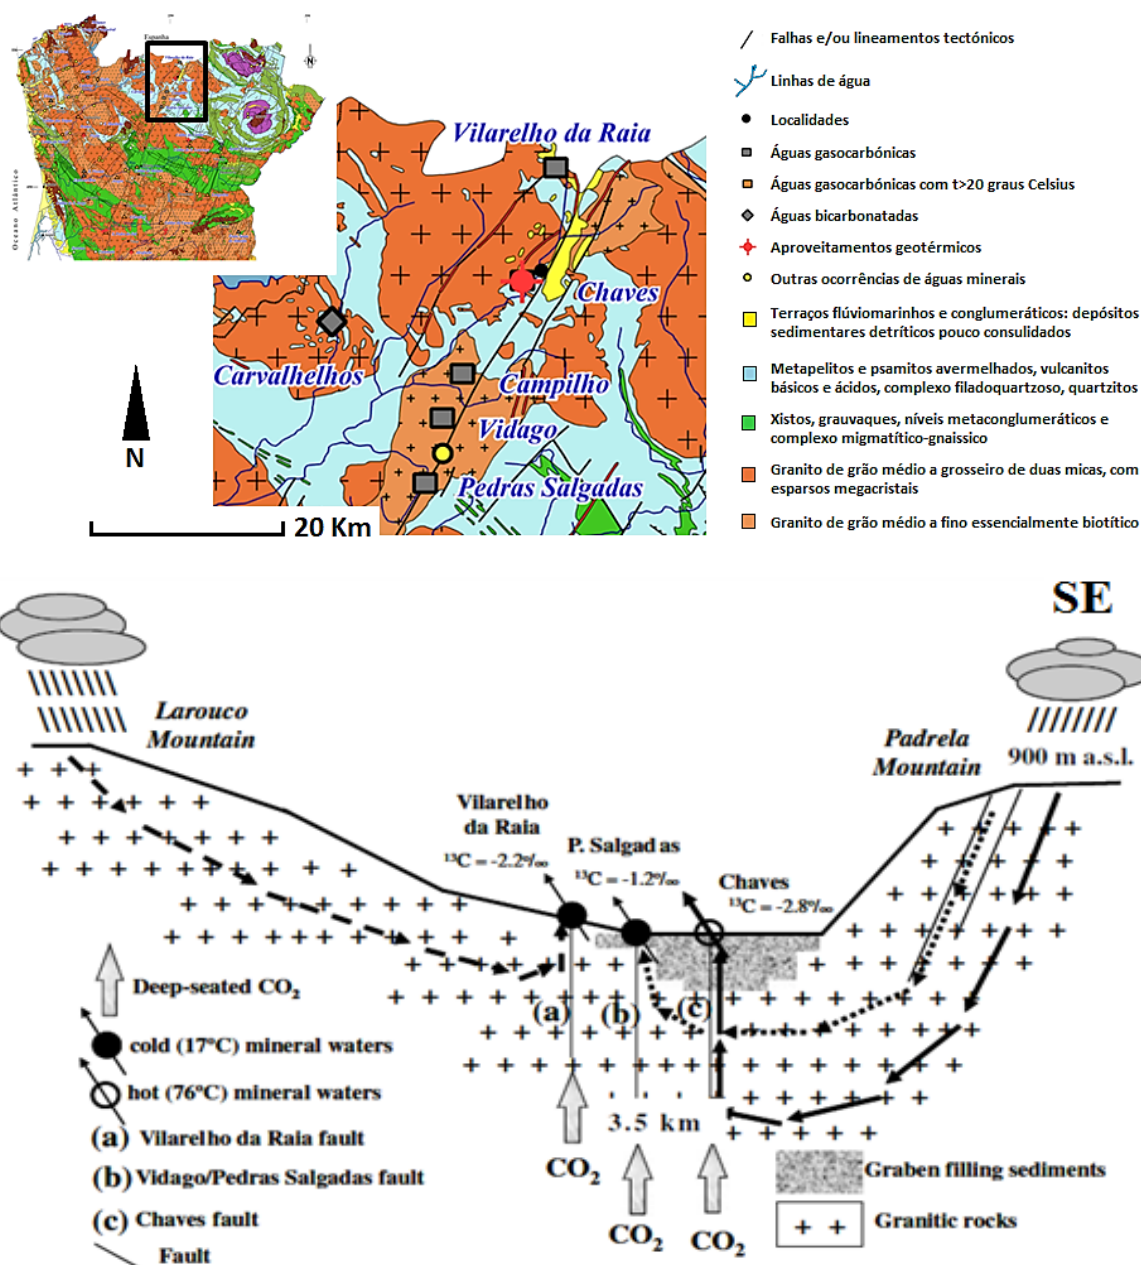 Espanha
Oceano Atlântico
N
Vilarelho da Raia
Chaves
Carvalhelhos
Campilho
Vidago
Pedras Salgadas
N
20 Km
Falhas e/ou lineamentos tectónicos
Linhas de água
Localidades
Águas gasocarbónicas
Águas gasocarbónicas com t>20 graus Celsius
Águas bicarbonatadas
Aproveitamentos geotérmicos
Outras ocorrências de águas minerais
Terraços flúviomarinhos e conglumeráticos: depósitos
sedimentares detríticos pouco consulidados
Metapelitos e psamitos avermelhados, vulcanitos
básicos e ácidos, complexo filadoquartzoso, quartzitos
Xistos, grauvaques, níveis metaconglumeráticos e
complexo migmatítico-gnaissico
Granito de grão médio a grosseiro de duas micas, com
esparsos megacristais
Granito de grão médio a fino essencialmente biotítico
SE
Larouco
Mountain
Padrela
Mountain
900 m a.s.l.
Vilarelho
da Raia
¹³C = -2.2‰
P. Salgadas
¹³C = -1.2‰
Chaves
¹³C = -2.8‰
(a)
(b)
(c)
3.5 km
CO₂
CO₂
CO₂
Deep-seated CO₂
cold (17ºC) mineral waters
hot (76ºC) mineral waters
(a) Vilarelho da Raia fault
(b) Vidago/Pedras Salgadas fault
(c) Chaves fault
Fault
Graben filling sediments
Granitic rocks